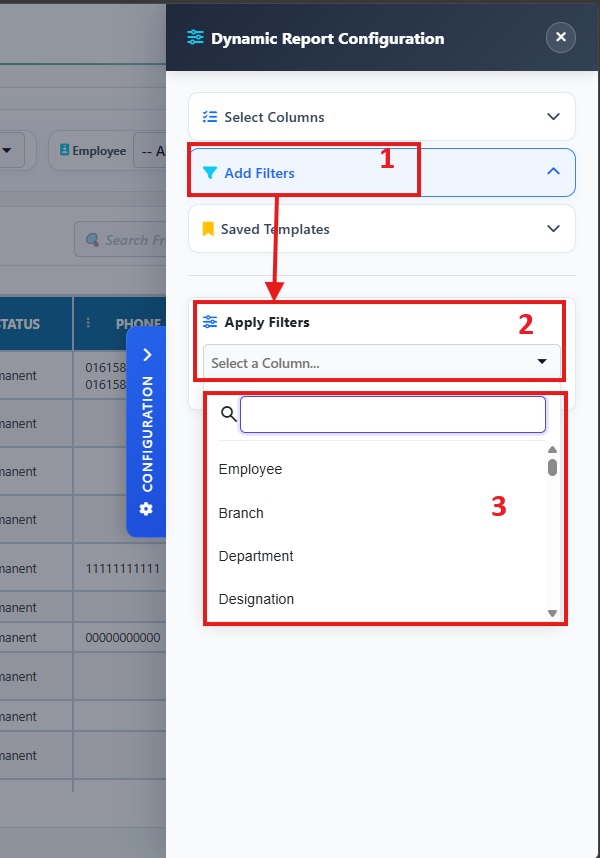 Dynamic Report Configuration
Select Columns
Employee
-- A
Add Filters
1
Saved Templates
Search Fr
Apply Filters
2
TATUS
PHONE
Select a Column...
manent
016158
016158
CONFIGURATION
manent
Employee
manent
Branch
3
manent
Department
manent
11111111111
Designation
manent
manent
00000000000
manent
manent
manent